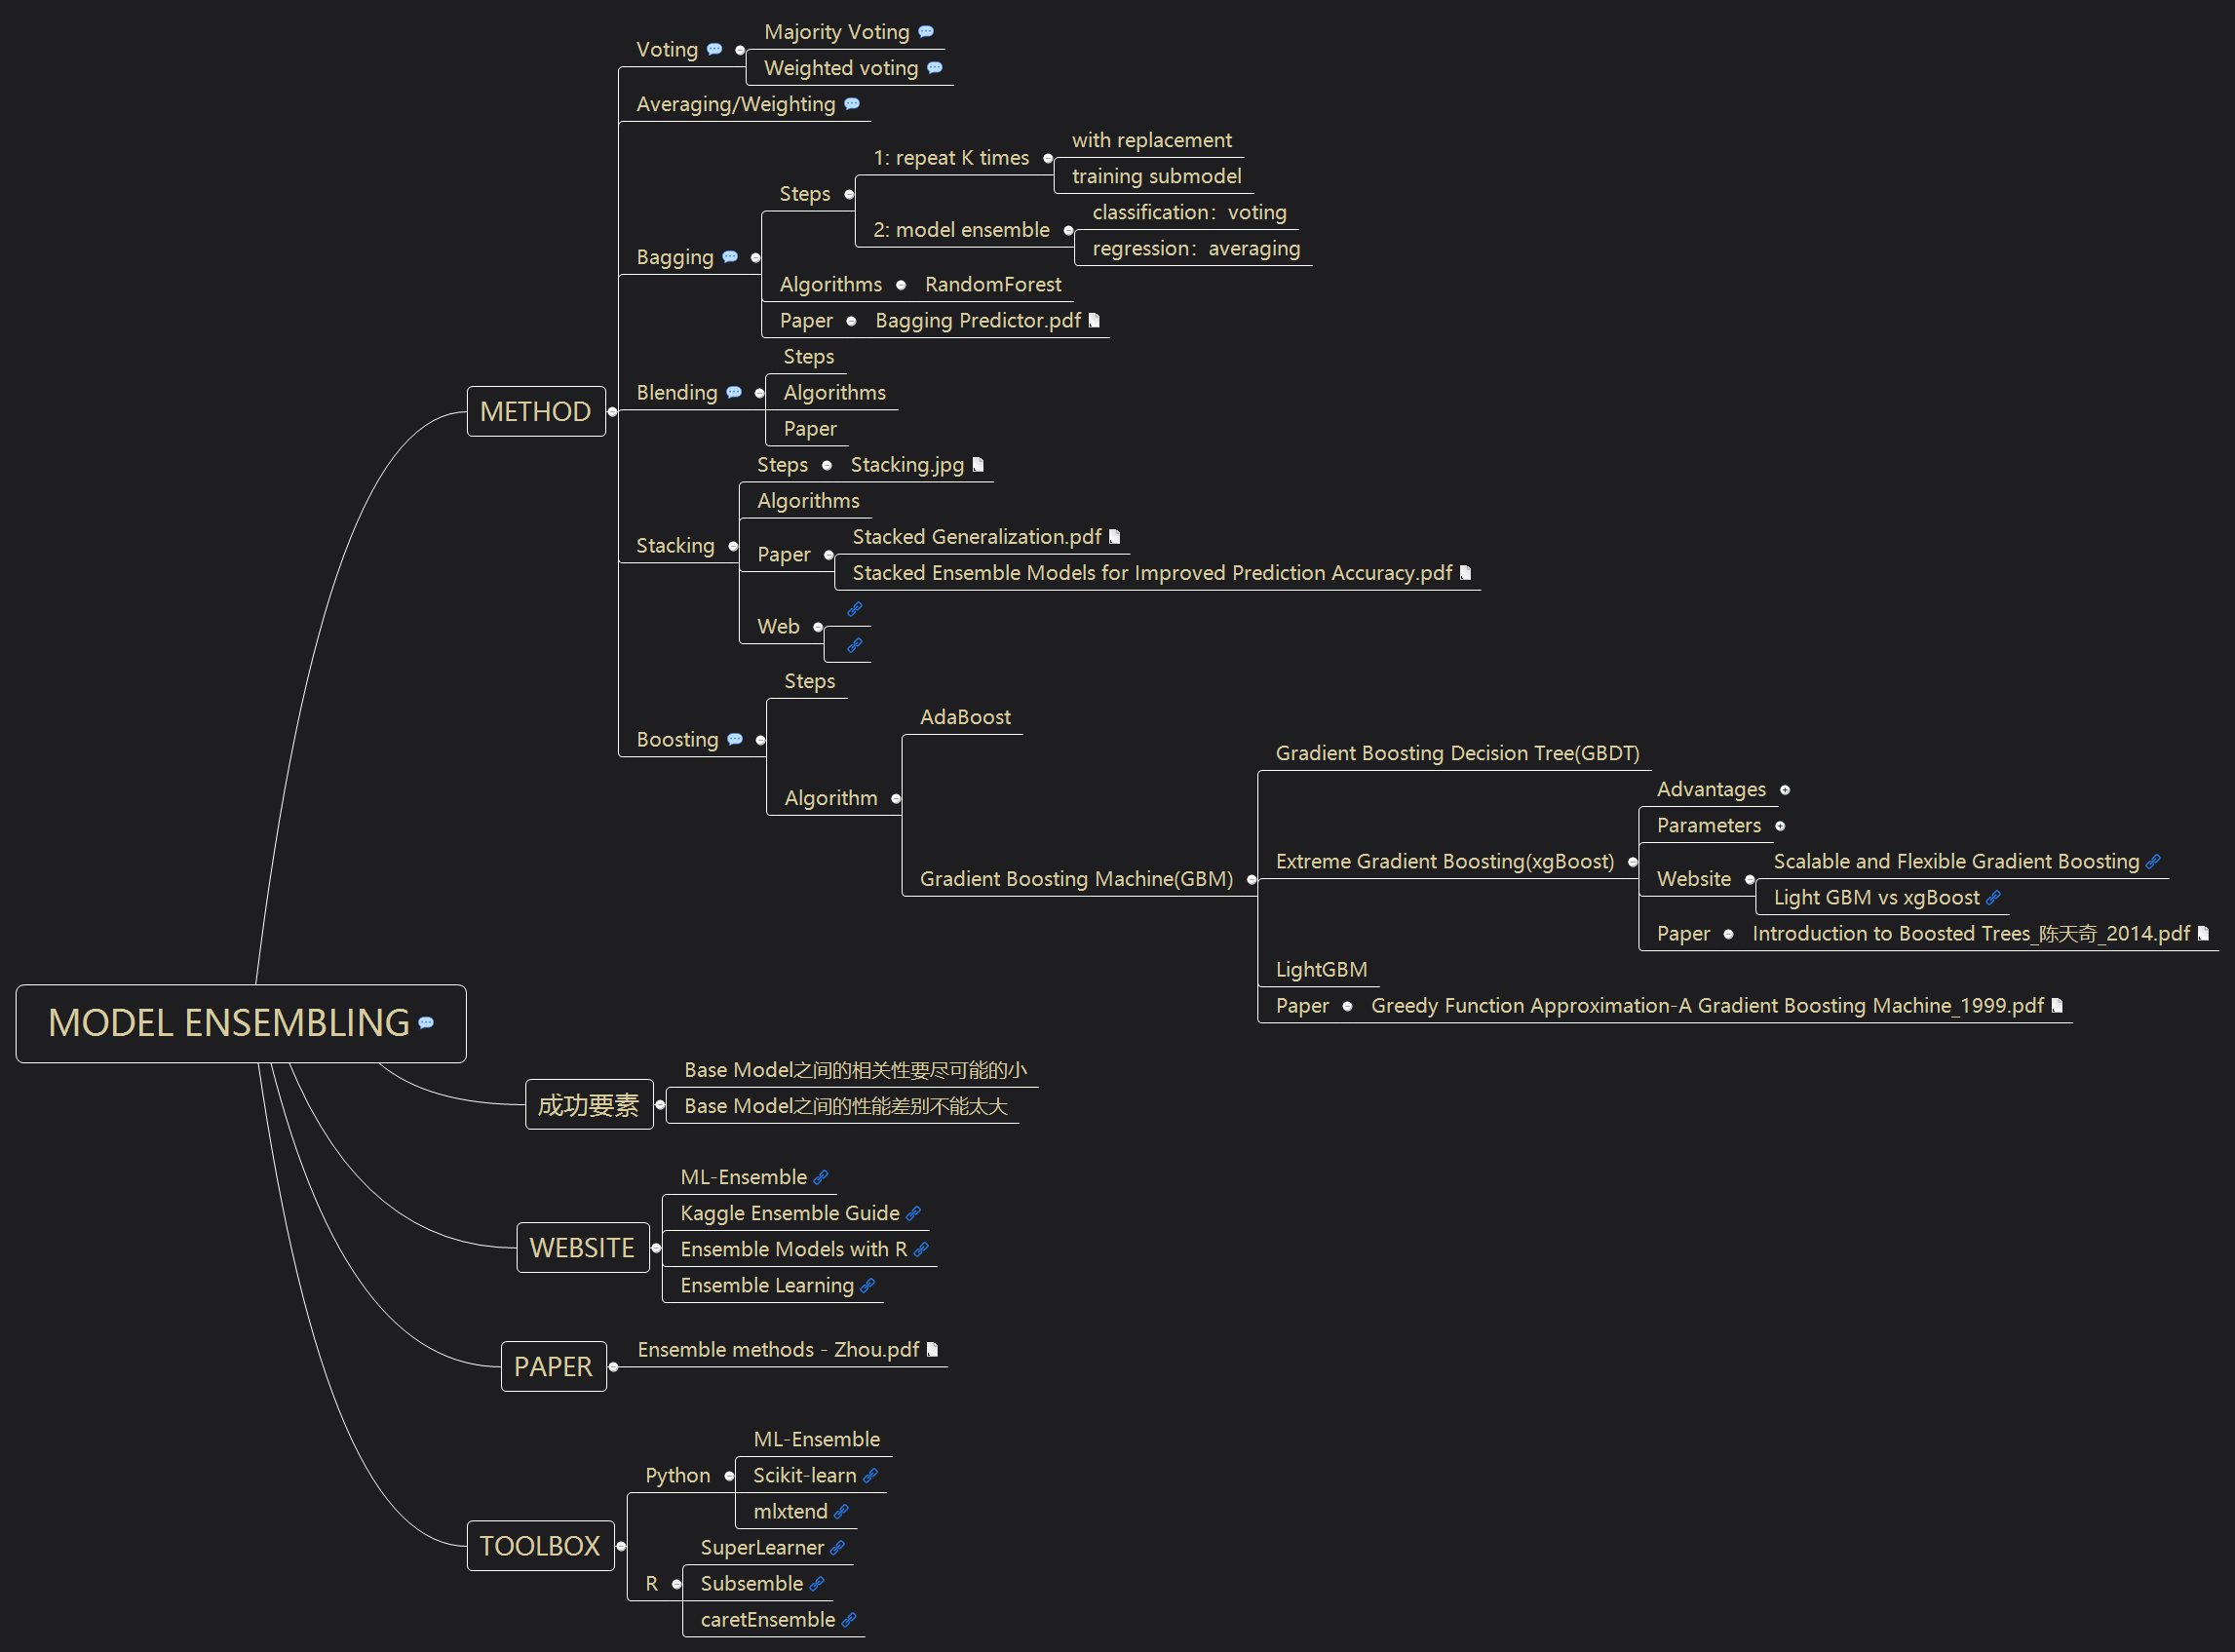 MODEL ENSEMBLING
METHOD
Voting
Majority Voting
Weighted voting
Averaging/Weighting
Bagging
Steps
1: repeat K times
with replacement
training submodel
2: model ensemble
classification：voting
regression：averaging
Algorithms
RandomForest
Paper
Bagging Predictor.pdf
Blending
Steps
Algorithms
Paper
Stacking
Steps
Stacking.jpg
Algorithms
Paper
Stacked Generalization.pdf
Stacked Ensemble Models for Improved Prediction Accuracy.pdf
Web
Boosting
Steps
Algorithm
AdaBoost
Gradient Boosting Machine(GBM)
Gradient Boosting Decision Tree(GBDT)
Extreme Gradient Boosting(xgBoost)
Advantages
Parameters
Website
Scalable and Flexible Gradient Boosting
Light GBM vs xgBoost
Paper
Introduction to Boosted Trees_陈天奇_2014.pdf
LightGBM
Paper
Greedy Function Approximation-A Gradient Boosting Machine_1999.pdf
成功要素
Base Model之间的相关性要尽可能的小
Base Model之间的性能差别不能太大
WEBSITE
ML-Ensemble
Kaggle Ensemble Guide
Ensemble Models with R
Ensemble Learning
PAPER
Ensemble methods - Zhou.pdf
TOOLBOX
Python
ML-Ensemble
Scikit-learn
mlxtend
R
SuperLearner
Subsemble
caretEnsemble